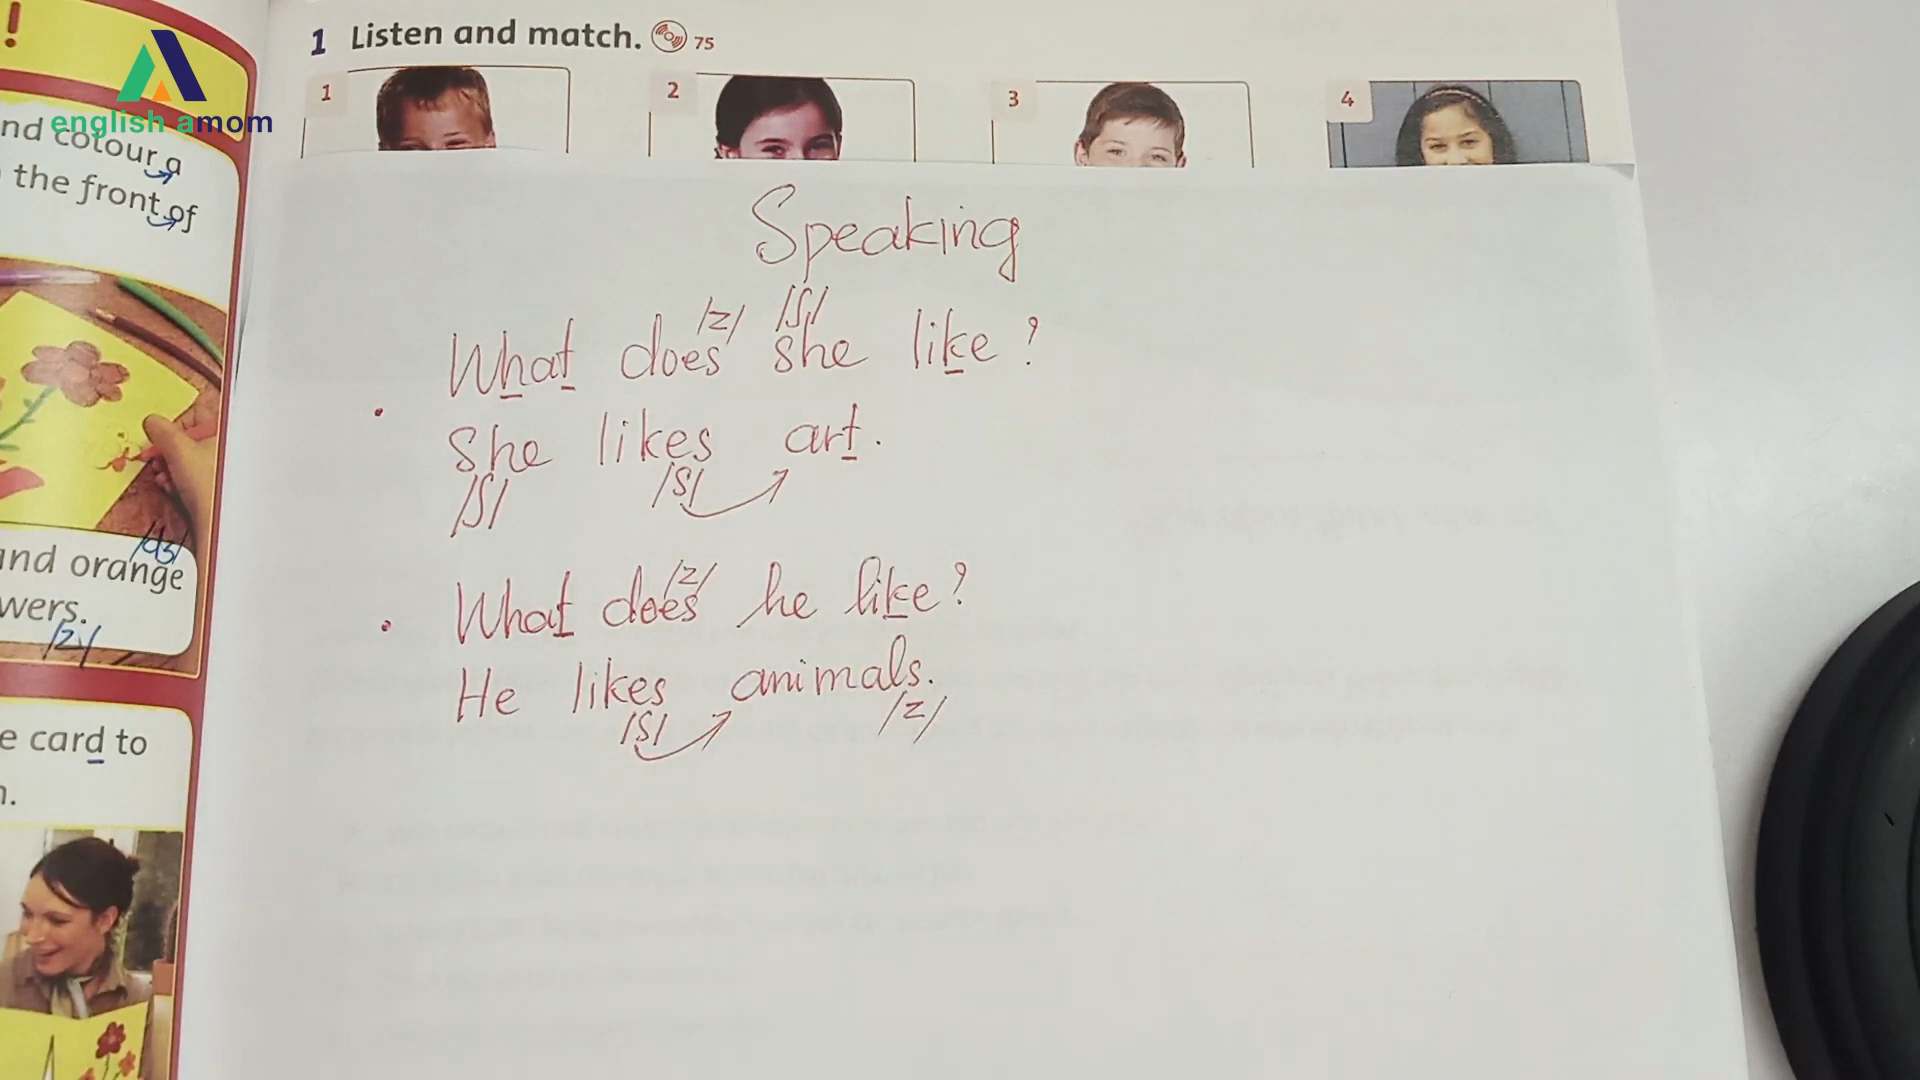 !
english amom
nd colour a
the front of
/dʒ/
and orange
wers.
/z/
e card to
n.
1 Listen and match. 75
1
2
3
4
Speaking
/z/ /ʃ/
What does she like?
She likes art.
/ʃ/ /s/
/z/
What does he like?
He likes animals.
/s/ /z/